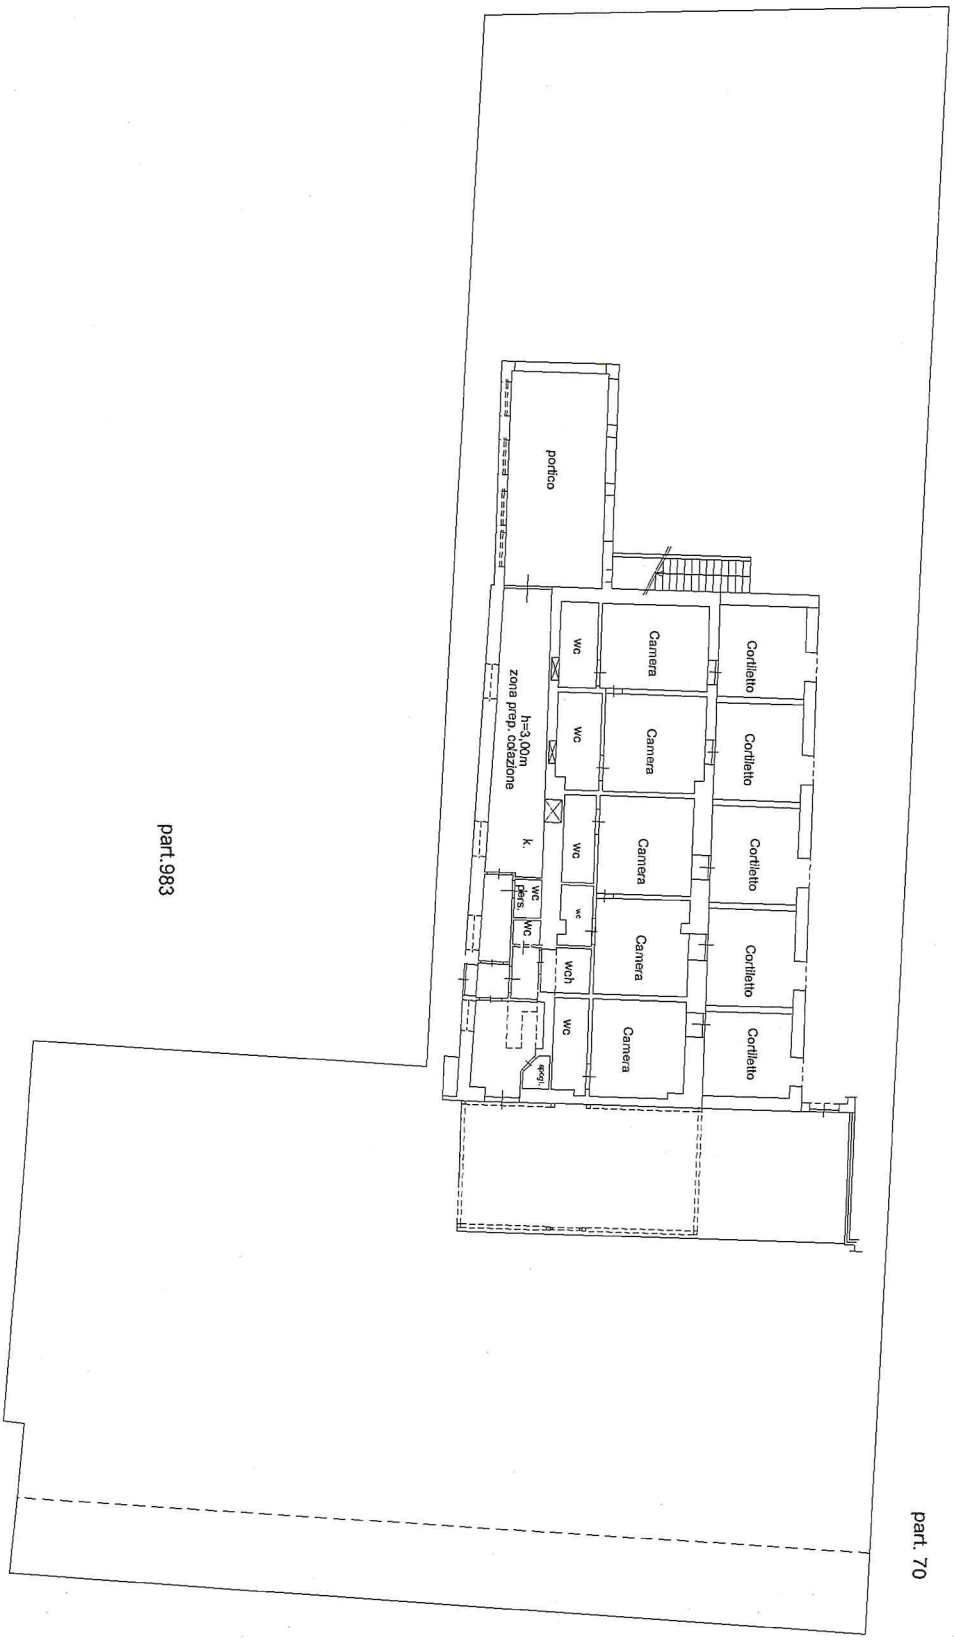 part. 70
Cortiletto
Cortiletto
Cortiletto
Cortiletto
Cortiletto
Camera
Camera
Camera
Camera
Camera
wc
wc
wc
wc
wch
wc
portico
h=3,00m
zona prep. colazione
k.
wc
pers.
wc
spogl.
part.983